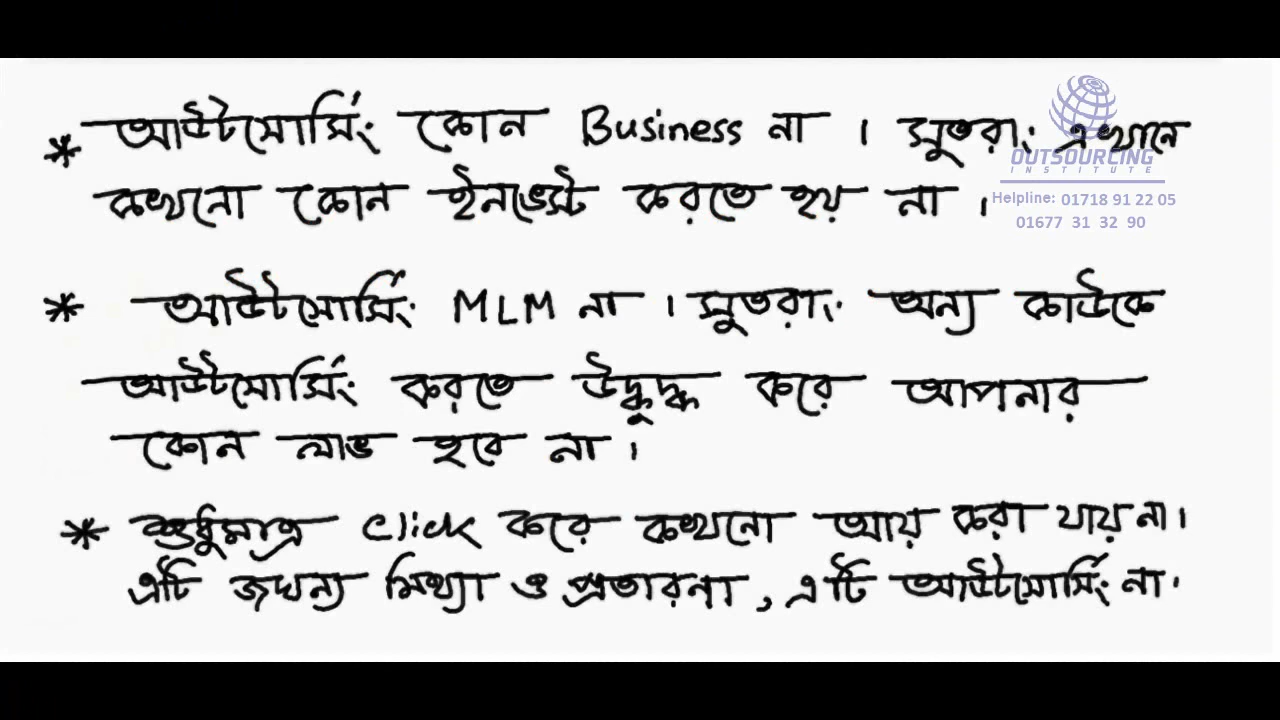 * আউটসোর্সিং কোন Business না । সুতরাং এখানে
কখনো কোন ইনভেস্ট করতে হয় না ।
* আউটসোর্সিং MLM না । সুতরাং অন্য কাউকে
আউটসোর্সিং করতে উদ্বুদ্ধ করে আপনার
কোন লাভ হবে না ।
* শুধুমাত্র Click করে কখনো আয় করা যায় না ।
এটি জঘন্য মিথ্যা ও প্রতারনা , এটি আউটসোর্সিং না .
OUTSOURCING
INSTITUTE
Helpline: 01718 91 22 05
01677 31 32 90